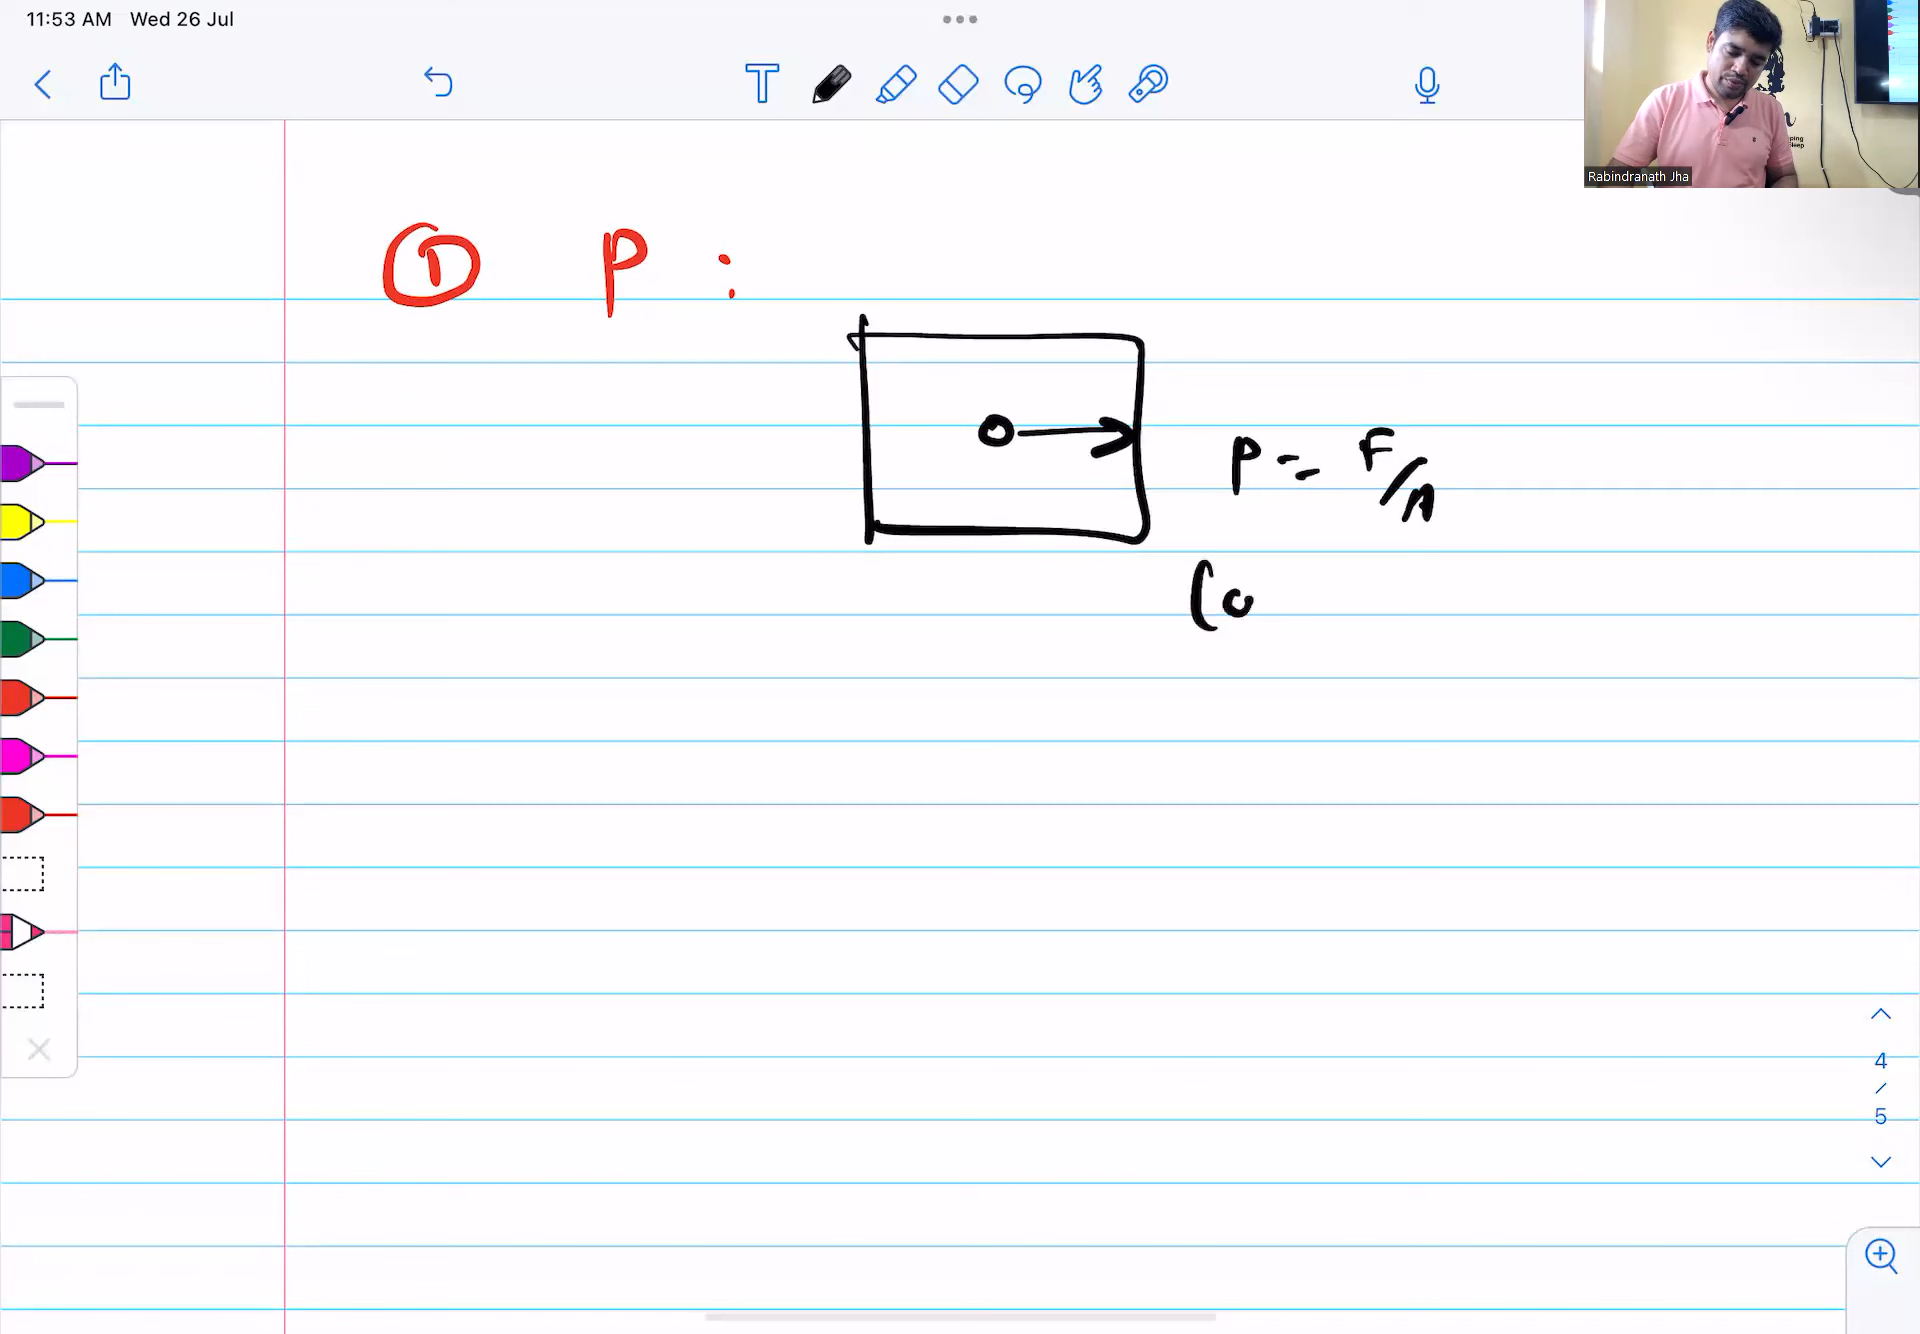 11:53 AM Wed 26 Jul
T
Rabindranath Jha
① P :
P = F/A
(o
4
/
5